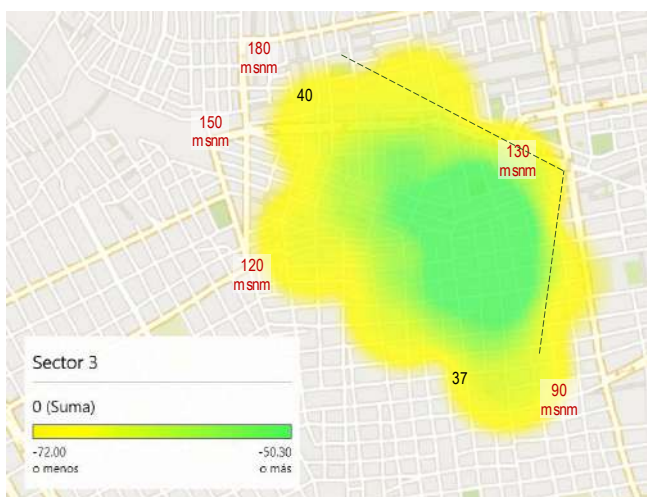 180
msnm
40
150
msnm
130
msnm
120
msnm
Sector 3
37
0 (Suma)
90
msnm
-72.00
-50.30
o menos
o más